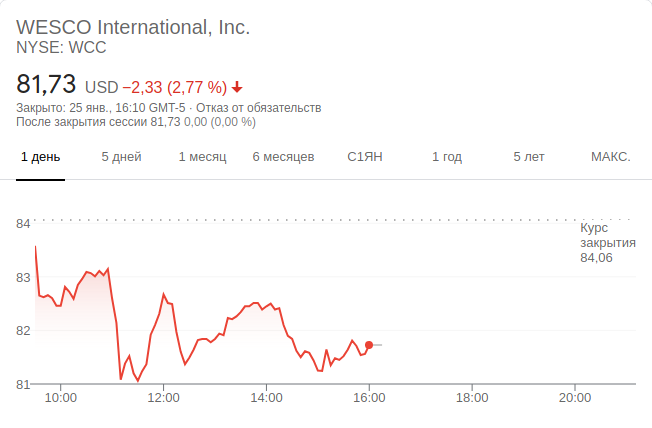 WESCO International, Inc.
NYSE: WCC
81,73 USD −2,33 (2,77 %)
Закрыто: 25 янв., 16:10 GMT-5 · Отказ от обязательств
После закрытия сессии 81,73 0,00 (0,00 %)
1 день 5 дней 1 месяц 6 месяцев С1ЯН 1 год 5 лет МАКС.
84
Курс
закрытия
84,06
83
82
81
10:00 12:00 14:00 16:00 18:00 20:00